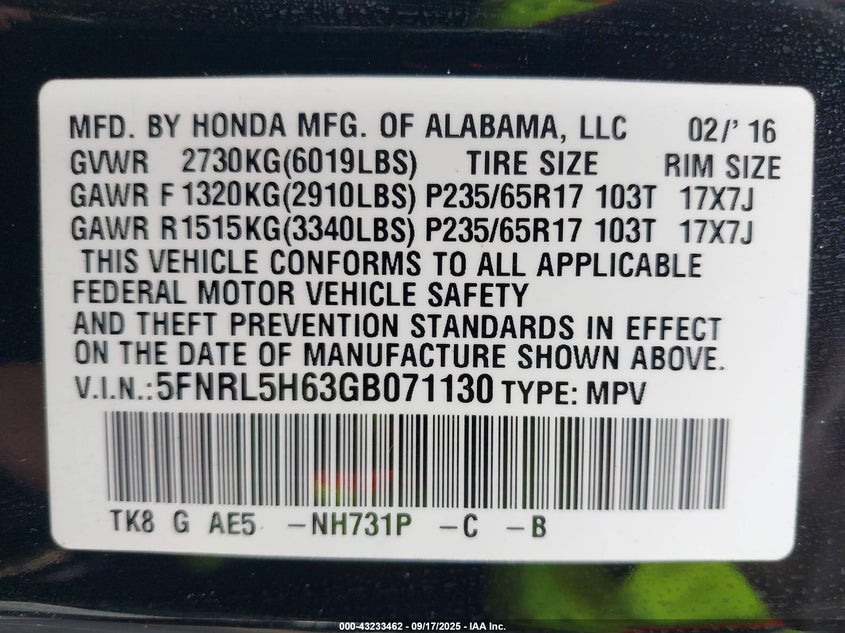 MFD. BY HONDA MFG. OF ALABAMA, LLC 02/' 16
GVWR 2730KG(6019LBS) TIRE SIZE RIM SIZE
GAWR F 1320KG(2910LBS) P235/65R17 103T 17X7J
GAWR R1515KG(3340LBS) P235/65R17 103T 17X7J
THIS VEHICLE CONFORMS TO ALL APPLICABLE
FEDERAL MOTOR VEHICLE SAFETY
AND THEFT PREVENTION STANDARDS IN EFFECT
ON THE DATE OF MANUFACTURE SHOWN ABOVE.
V.I.N.:5FNRL5H63GB071130 TYPE: MPV
TK8 G AE5 -NH731P -C -B
000-43233462 - 09/17/2025 - IAA Inc.